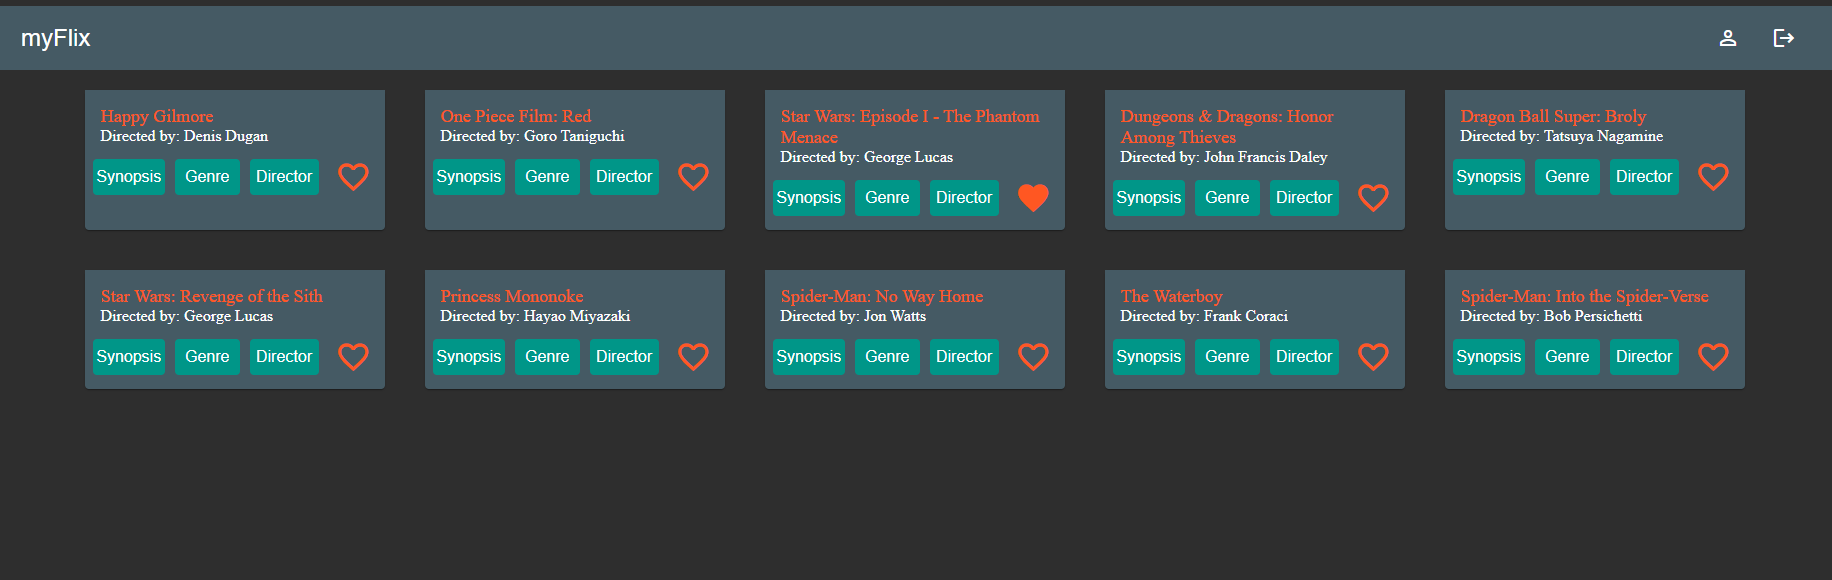 myFlix
Happy Gilmore
Directed by: Denis Dugan
Synopsis Genre Director
One Piece Film: Red
Directed by: Goro Taniguchi
Synopsis Genre Director
Star Wars: Episode I - The Phantom
Menace
Directed by: George Lucas
Synopsis Genre Director
Dungeons & Dragons: Honor
Among Thieves
Directed by: John Francis Daley
Synopsis Genre Director
Dragon Ball Super: Broly
Directed by: Tatsuya Nagamine
Synopsis Genre Director
Star Wars: Revenge of the Sith
Directed by: George Lucas
Synopsis Genre Director
Princess Mononoke
Directed by: Hayao Miyazaki
Synopsis Genre Director
Spider-Man: No Way Home
Directed by: Jon Watts
Synopsis Genre Director
The Waterboy
Directed by: Frank Coraci
Synopsis Genre Director
Spider-Man: Into the Spider-Verse
Directed by: Bob Persichetti
Synopsis Genre Director